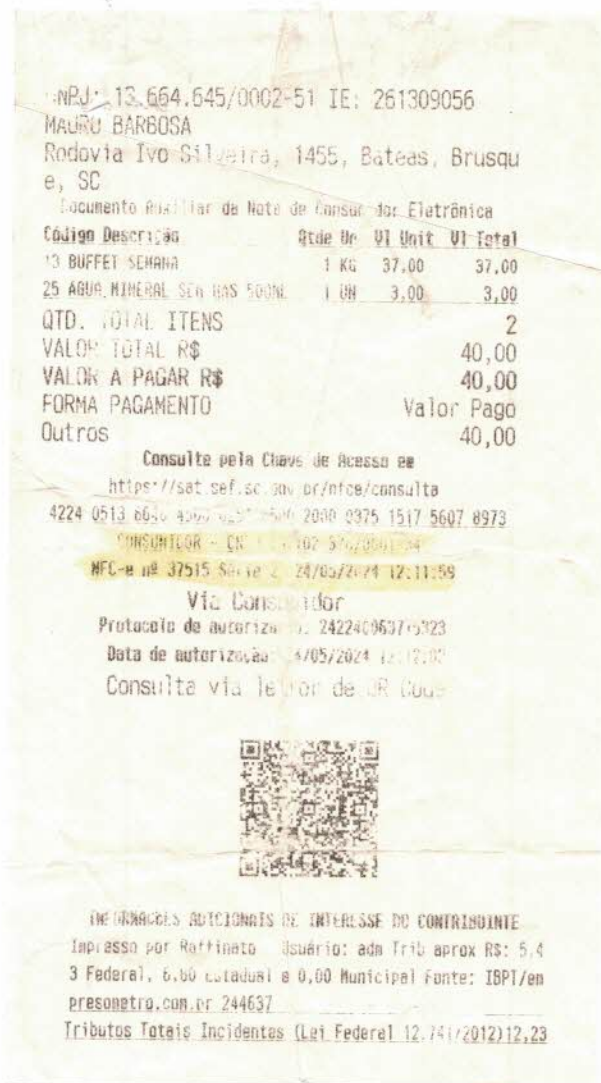 CNPJ: 13.664.645/0002-51 IE: 261309056
MAURO BARBOSA
Rodovia Ivo Silveira, 1455, Bateas, Brusqu
e, SC
Documento Auxiliar da Nota de Consumidor Eletrônica
Código Descrição Qtde Un Vl Unit Vl Total
13 BUFFET SEMANA 1 KG 37,00 37,00
25 AGUA MINERAL SEM GAS 500ML 1 UN 3,00 3,00
QTD. TOTAL ITENS 2
VALOR TOTAL R$ 40,00
VALOR A PAGAR R$ 40,00
FORMA PAGAMENTO Valor Pago
Outros 40,00
Consulte pela Chave de Acesso em
https://sat.sef.sc.gov.br/nfce/consulta
4224 0513 6646 4500 2000 0375 1517 5607 8973
CONSUMIDOR -
NFC-e nº 37515 Série 2 24/05/2024 12:11:59
Via Consumidor
Protocolo de autorização:
Data de autorização: 24/05/2024
Consulta via leitor de QR Code
INFORMAÇÕES ADICIONAIS DE INTERESSE DO CONTRIBUINTE
Impresso por Raffinato Usuário: adm Trib aprox R$: 5,4
3 Federal, 6,80 Estadual e 0,00 Municipal Fonte: IBPT/em
presometro.com.br 244637
Tributos Totais Incidentes (Lei Federal 12.741/2012)12,23